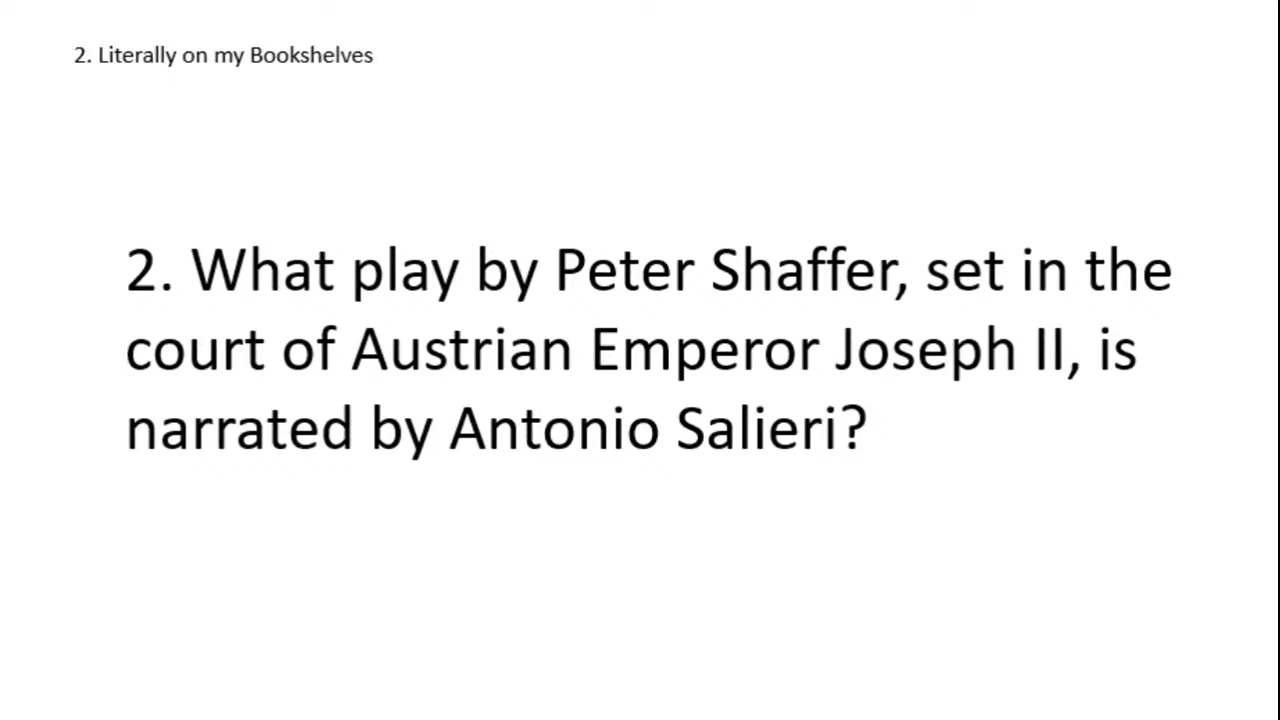 2. Literally on my Bookshelves
2. What play by Peter Shaffer, set in the
court of Austrian Emperor Joseph II, is
narrated by Antonio Salieri?